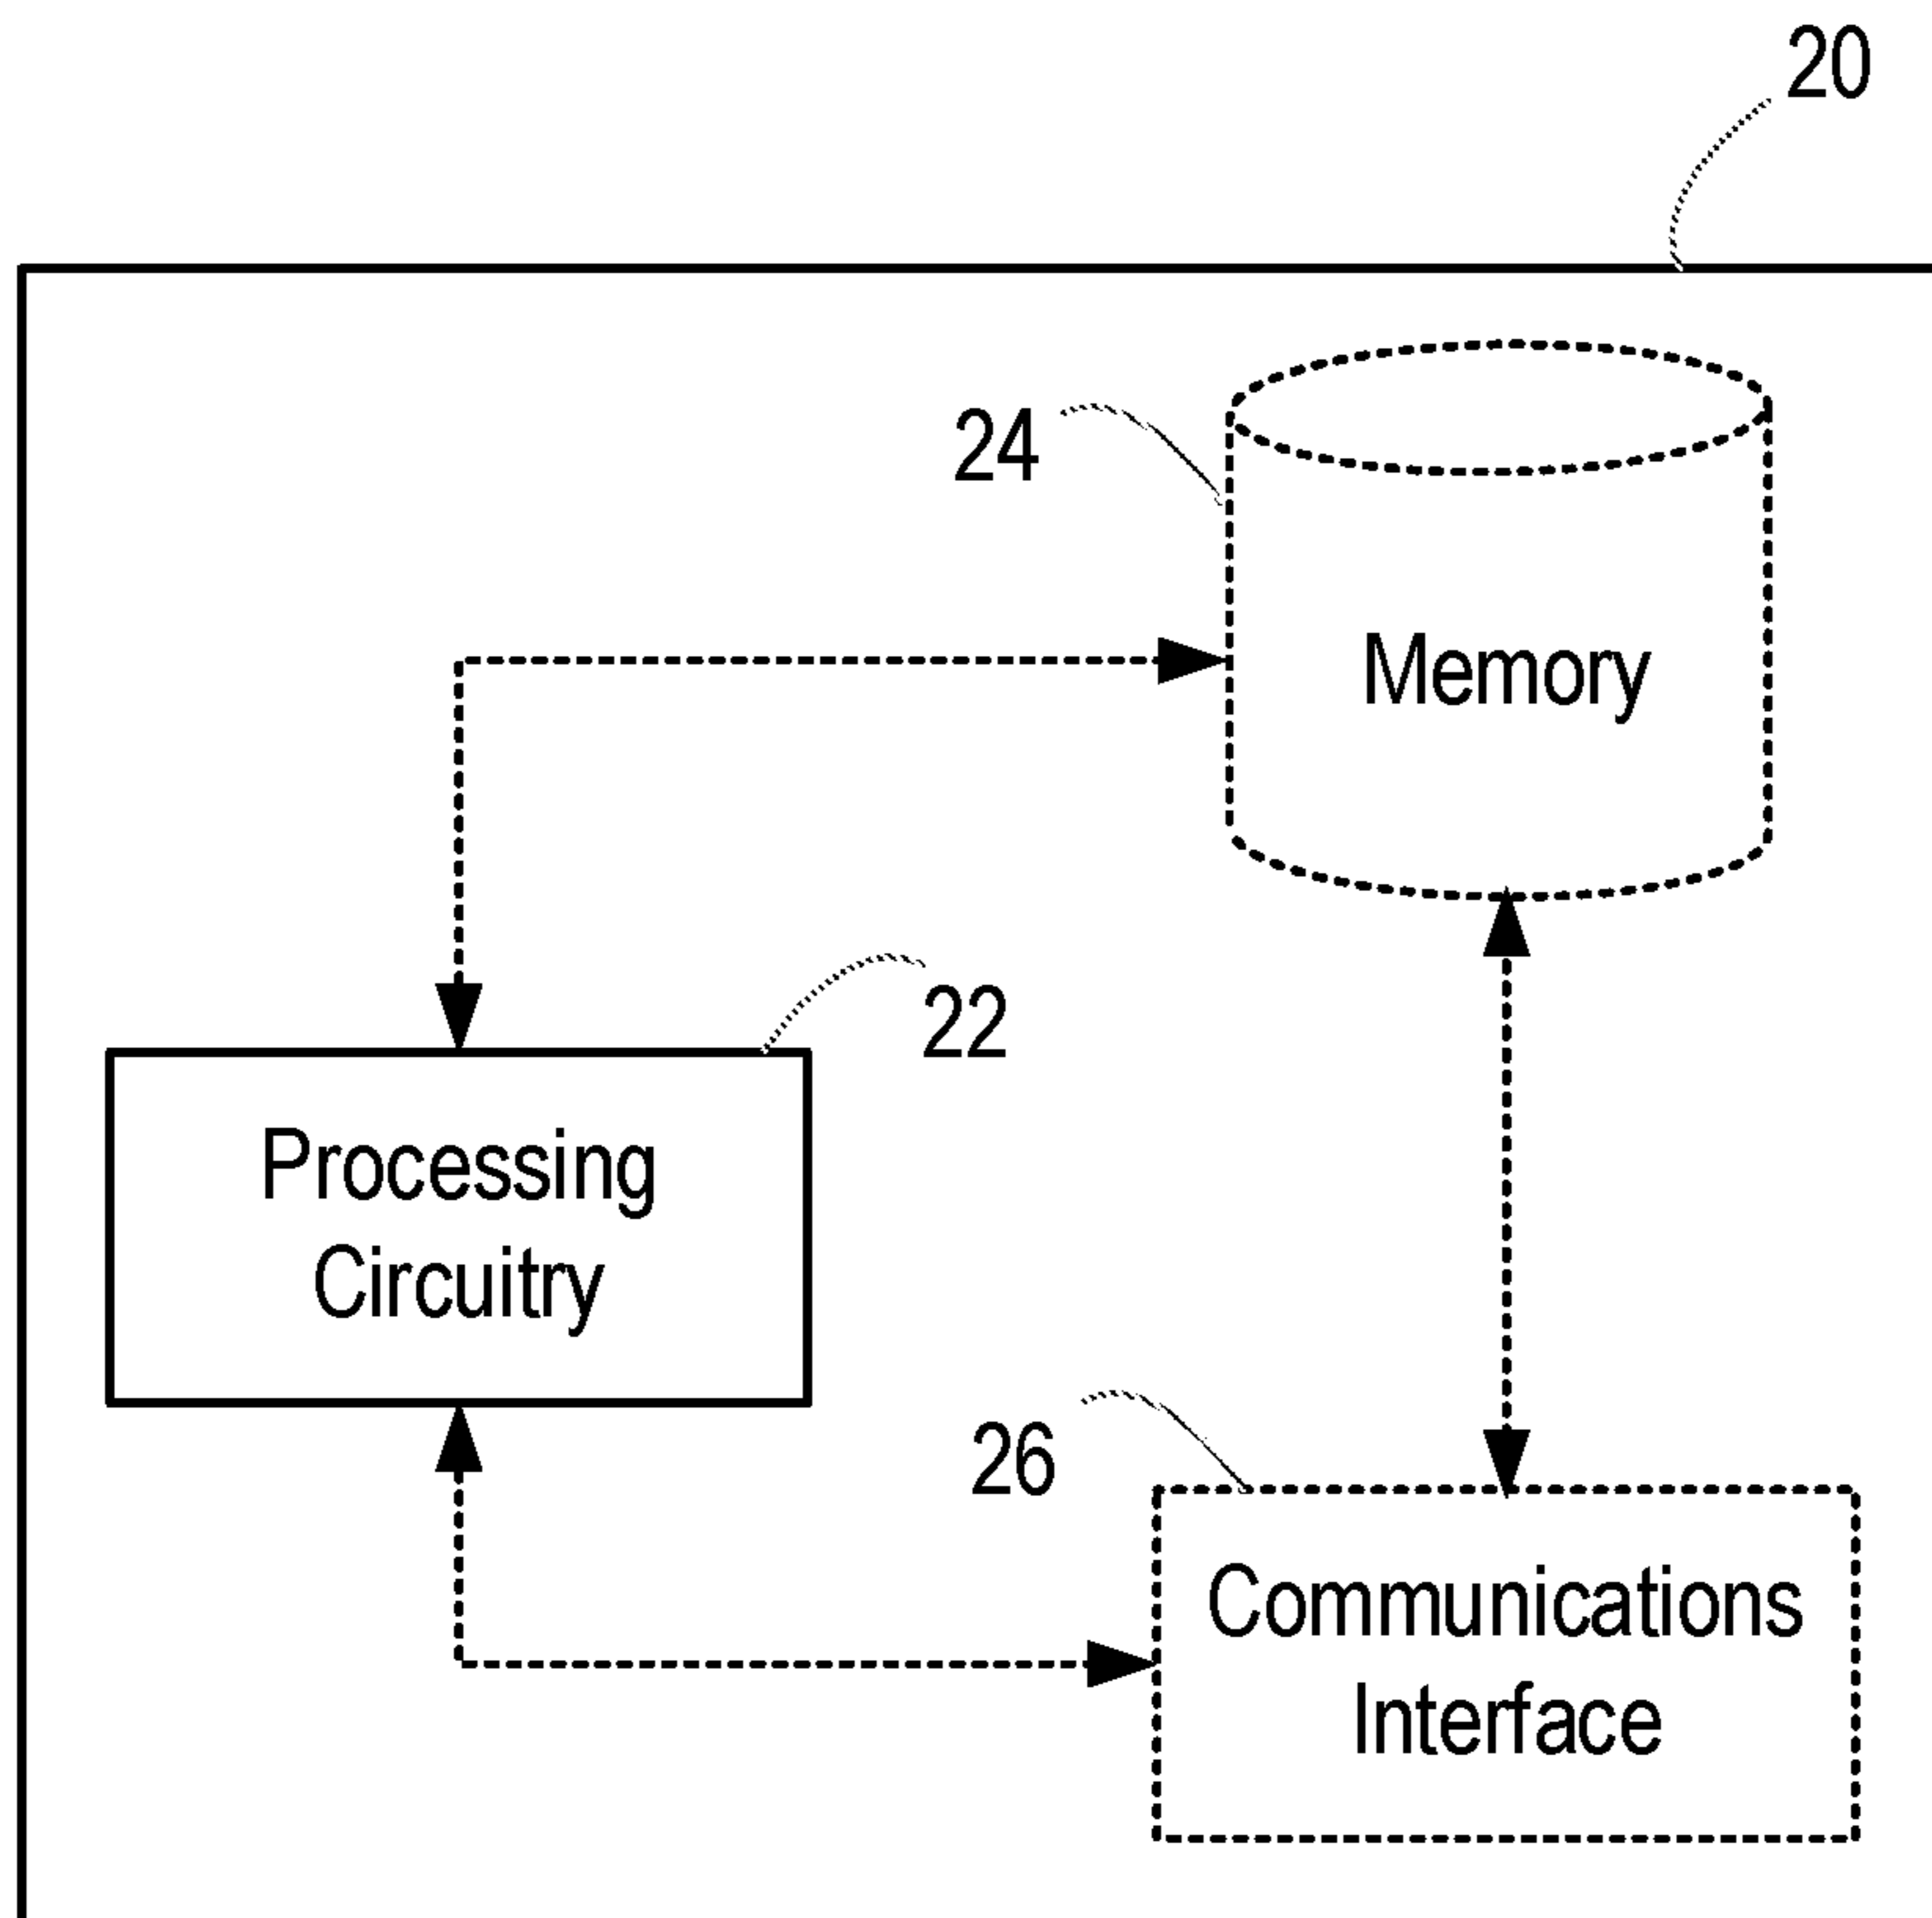 20
24
Memory
22
Processing
Circuitry
26
Communications
Interface